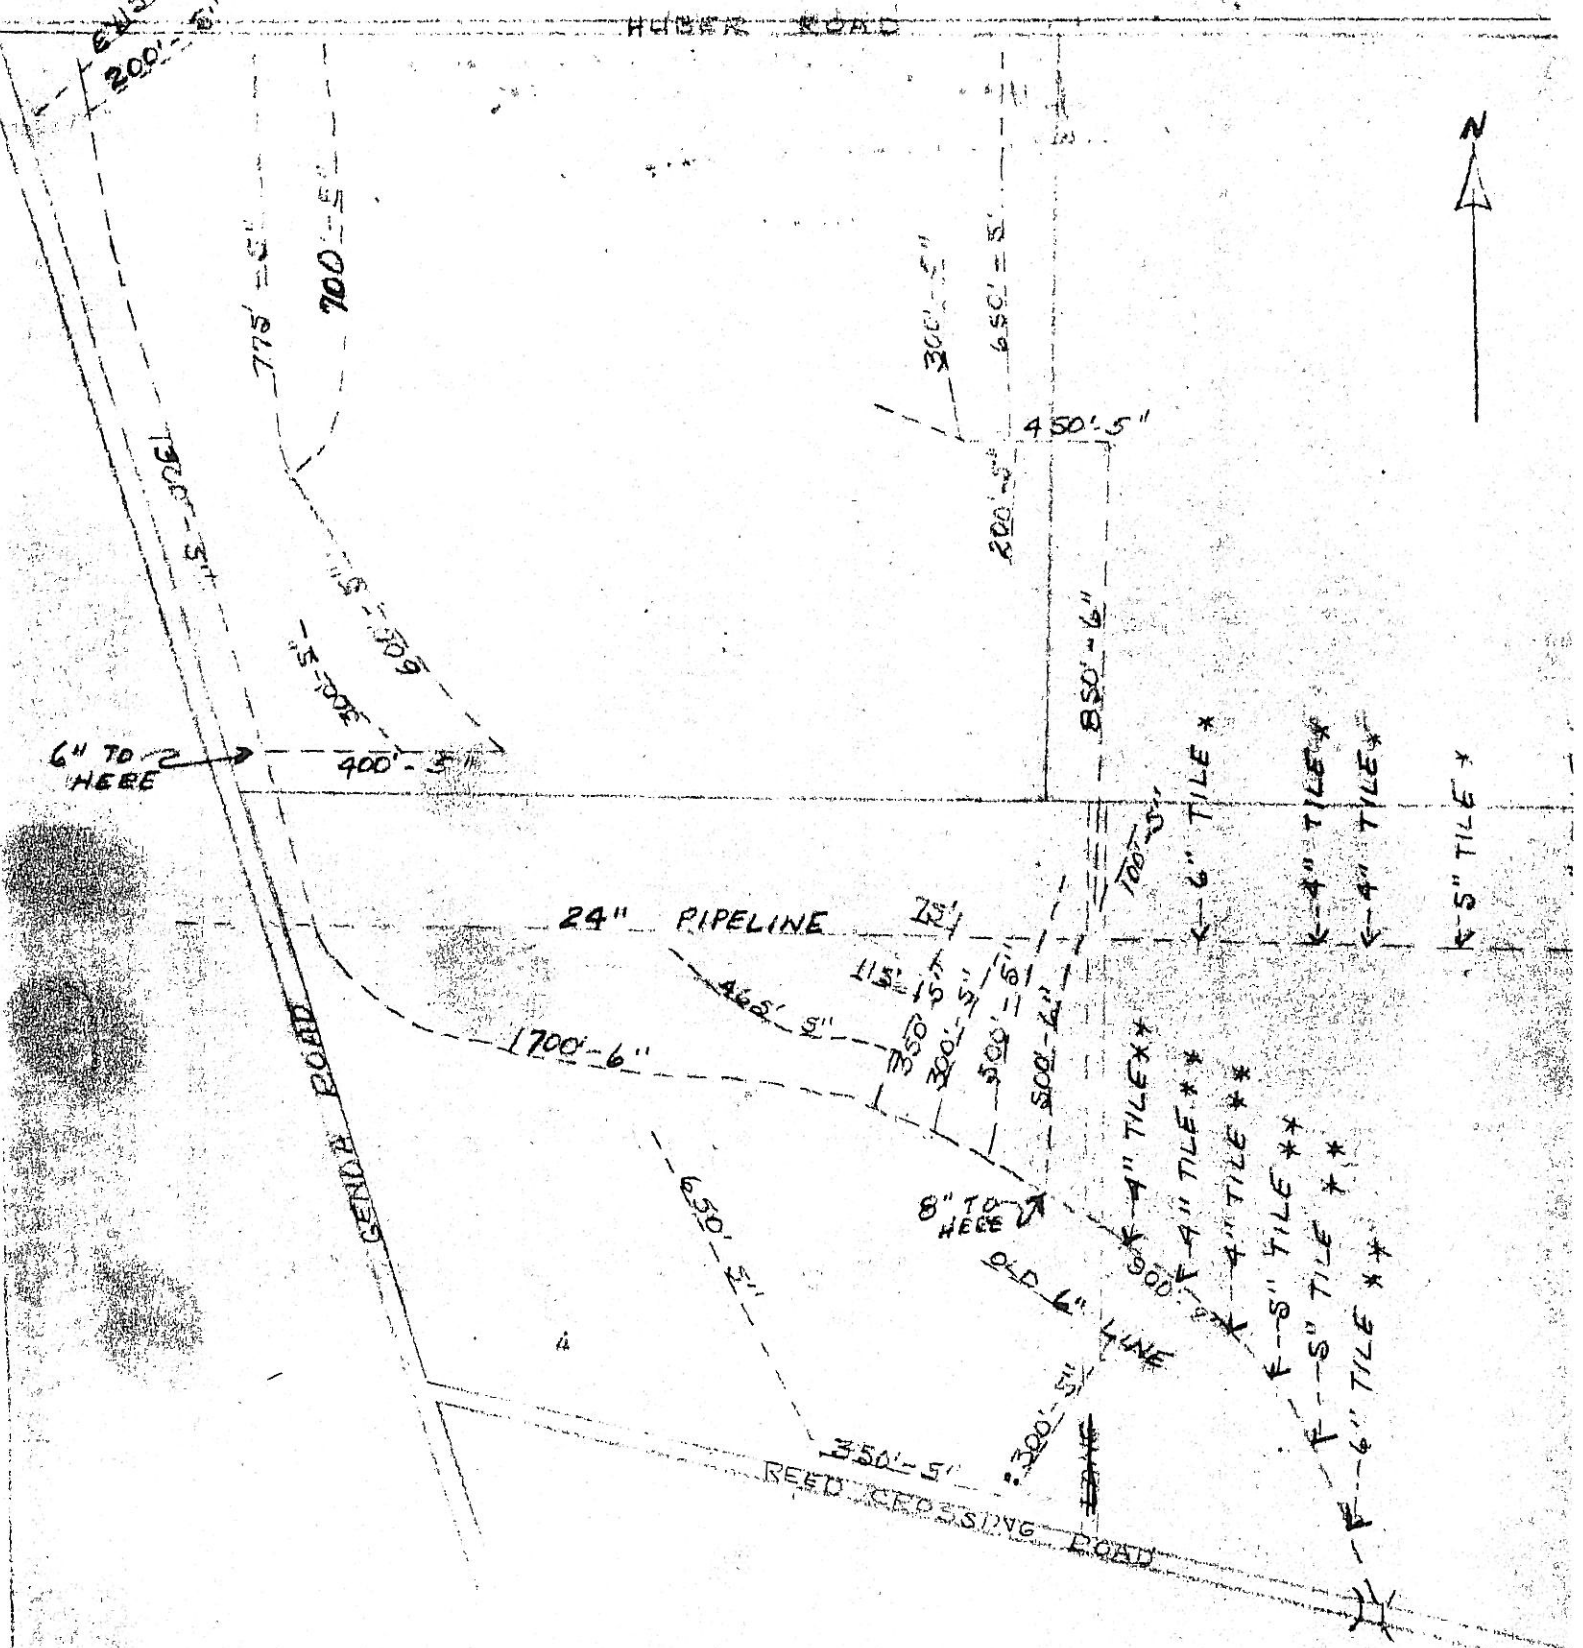 HUBER ROAD
200'-5"
N
775'-5"
700'-5"
300'-5"
650'-5"
450'-5"
200'-5"
600'-5"
300'-5"
850'-6"
6" TO
HERE
400'-5"
100'-5"
6" TILE *
4" TILE *
4" TILE *
5" TILE *
24" PIPELINE
75'
115'
465' 5"
350'-5"
300'-5"
500'-5"
500'-6"
1700'-6"
GENOA ROAD
8" TO
HERE
4" TILE **
4" TILE **
4" TILE **
5" TILE **
5" TILE **
6" TILE **
OLD 6" LINE
650'-5"
300'-5"
4
350'-5"
LANE
REED CROSSING ROAD